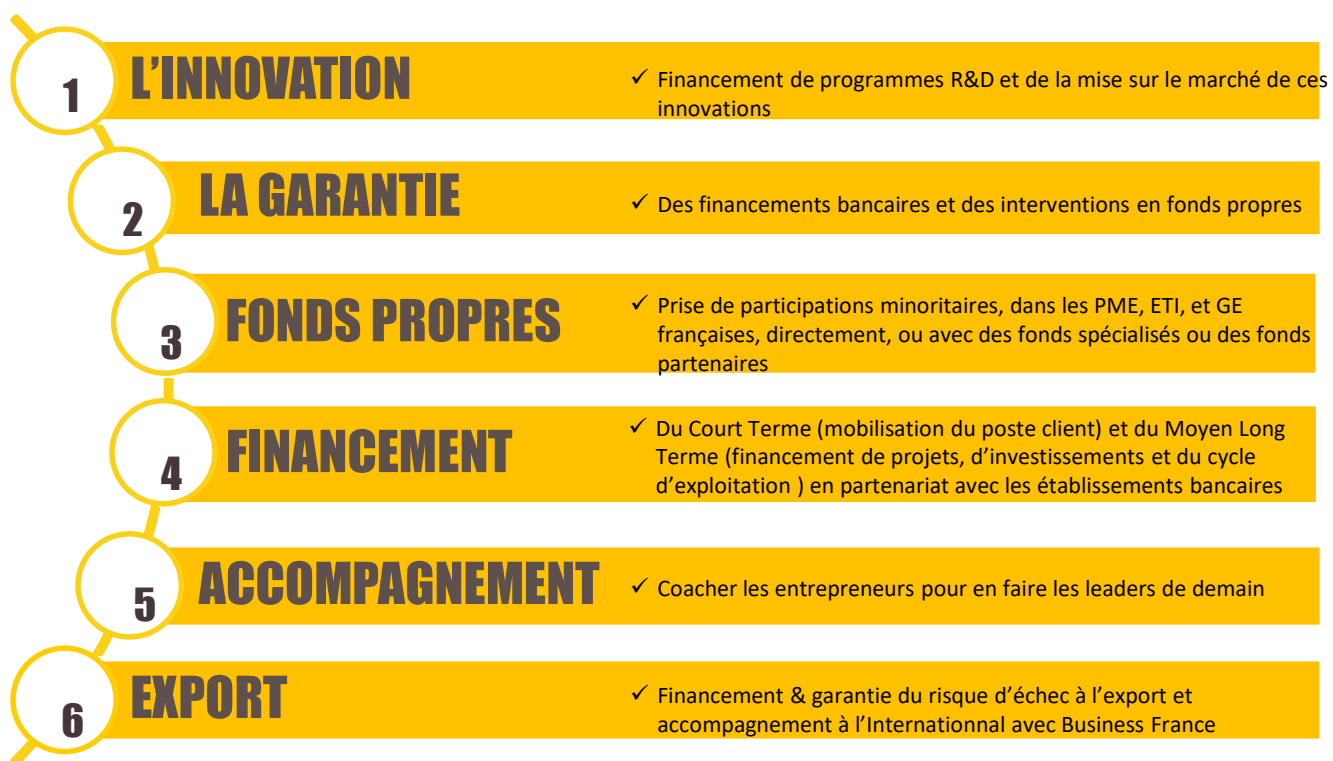 1
L'INNOVATION
✓ Financement de programmes R&D et de la mise sur le marché de ces
innovations
2
LA GARANTIE
✓ Des financements bancaires et des interventions en fonds propres
3
FONDS PROPRES
✓ Prise de participations minoritaires, dans les PME, ETI, et GE
françaises, directement, ou avec des fonds spécialisés ou des fonds
partenaires
4
FINANCEMENT
✓ Du Court Terme (mobilisation du poste client) et du Moyen Long
Terme (financement de projets, d'investissements et du cycle
d'exploitation ) en partenariat avec les établissements bancaires
5
ACCOMPAGNEMENT
✓ Coacher les entrepreneurs pour en faire les leaders de demain
6
EXPORT
✓ Financement & garantie du risque d'échec à l'export et
accompagnement à l'Internationnal avec Business France